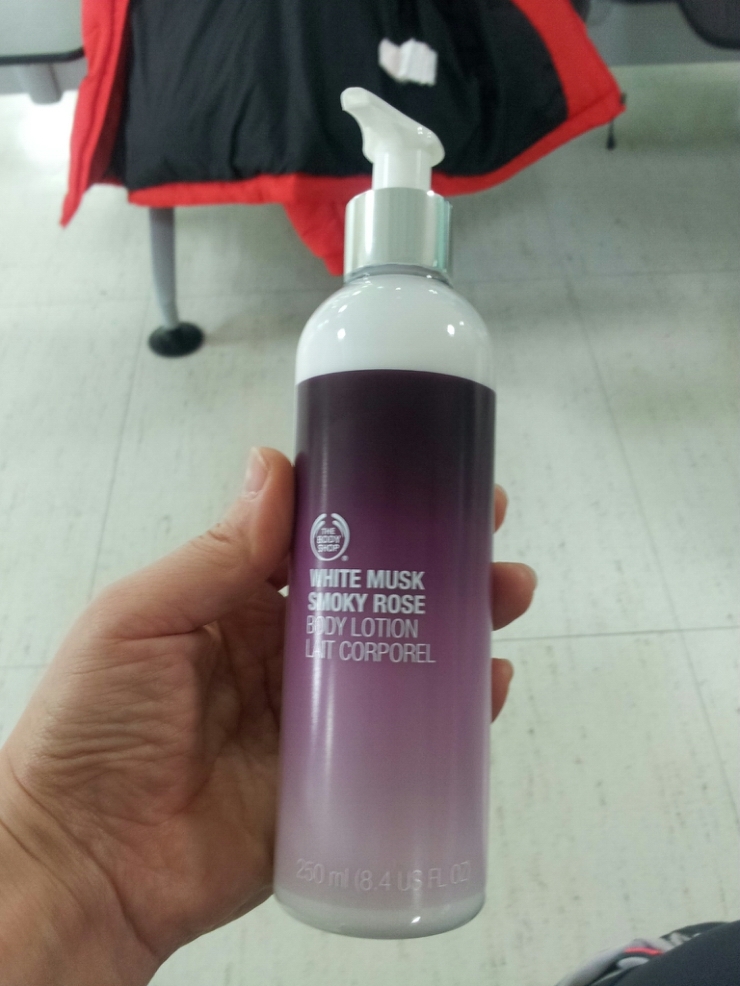 THE
BODY
SHOP
®
WHITE MUSK
SMOKY ROSE
BODY LOTION
LAIT CORPOREL
250 ml (8.4 US FL OZ)